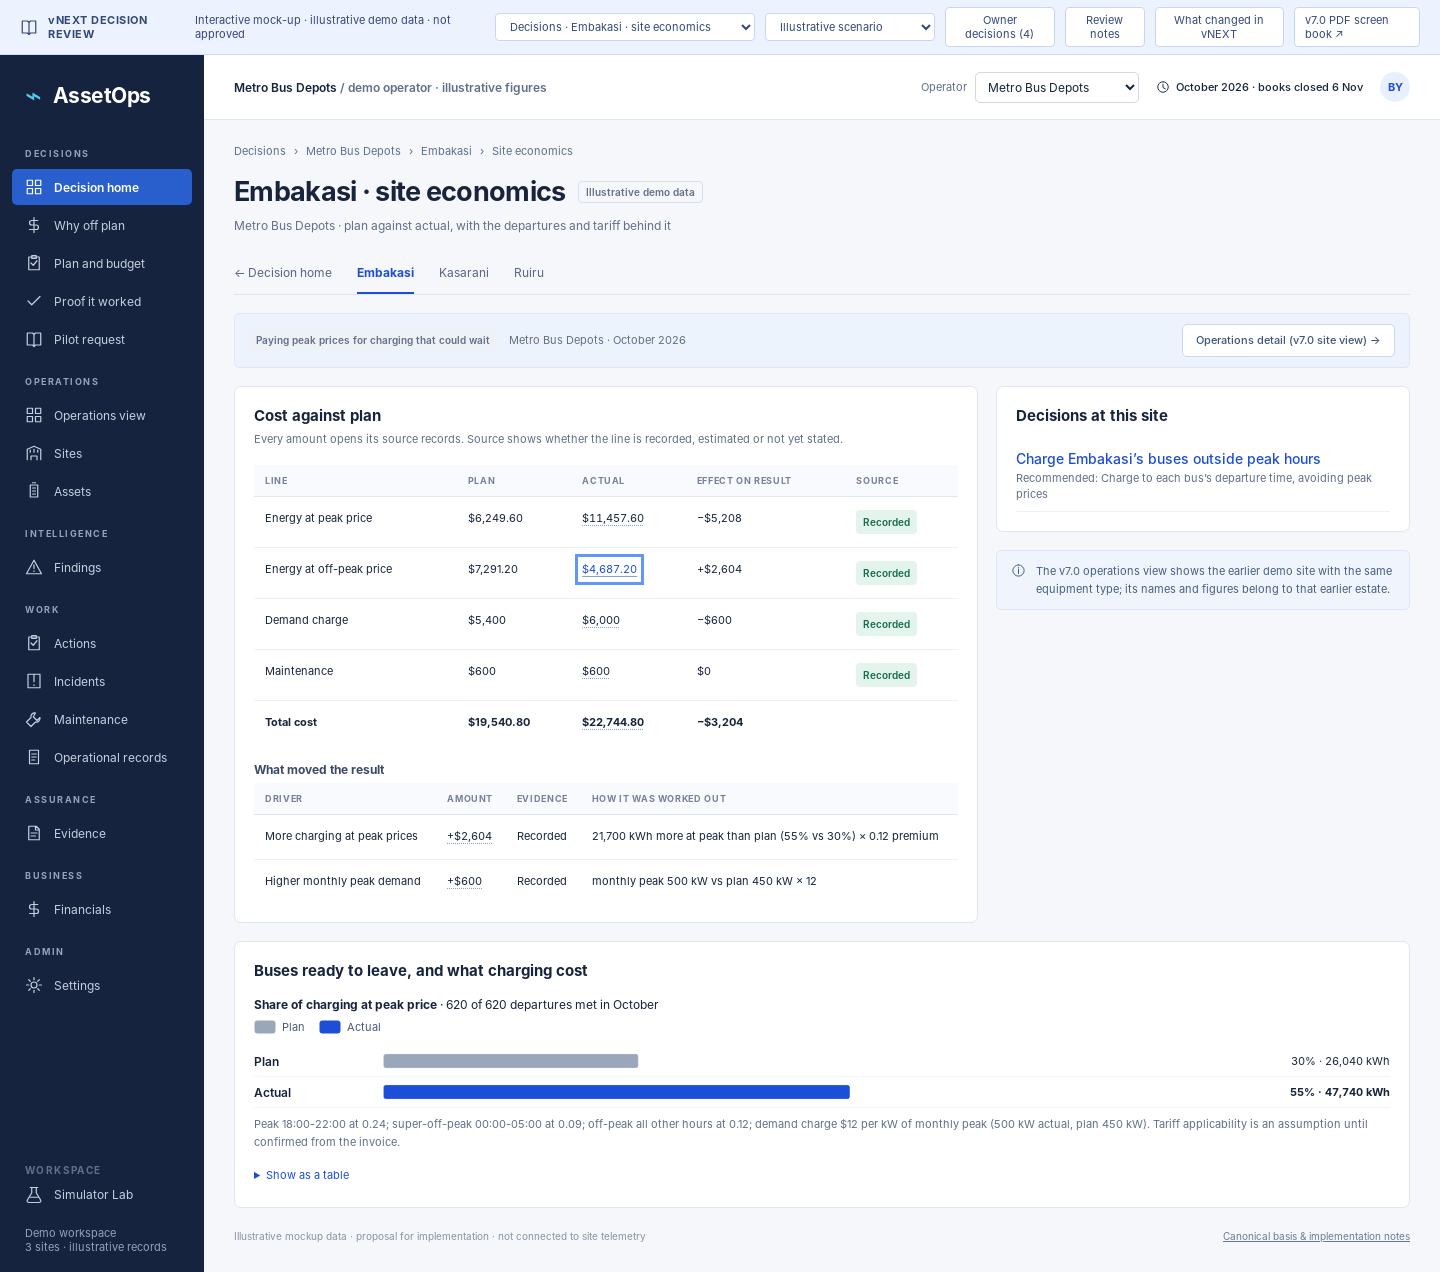 vNEXT DECISION REVIEW
Interactive mock-up · illustrative demo data · not approved
Decisions · Embakasi · site economics
Illustrative scenario
Owner decisions (4)
Review notes
What changed in vNEXT
v7.0 PDF screen book ↗
AssetOps
DECISIONS
Decision home
Why off plan
Plan and budget
Proof it worked
Pilot request
OPERATIONS
Operations view
Sites
Assets
INTELLIGENCE
Findings
WORK
Actions
Incidents
Maintenance
Operational records
ASSURANCE
Evidence
BUSINESS
Financials
ADMIN
Settings
WORKSPACE
Simulator Lab
Demo workspace
3 sites · illustrative records
Metro Bus Depots / demo operator · illustrative figures
Operator
Metro Bus Depots
October 2026 · books closed 6 Nov
BY
Decisions › Metro Bus Depots › Embakasi › Site economics
Embakasi · site economics
Illustrative demo data
Metro Bus Depots · plan against actual, with the departures and tariff behind it
← Decision home
Embakasi
Kasarani
Ruiru
Paying peak prices for charging that could wait
Metro Bus Depots · October 2026
Operations detail (v7.0 site view) →
Cost against plan
Every amount opens its source records. Source shows whether the line is recorded, estimated or not yet stated.
LINE PLAN ACTUAL EFFECT ON RESULT SOURCE
Energy at peak price $6,249.60 $11,457.60 −$5,208 Recorded
Energy at off-peak price $7,291.20 $4,687.20 +$2,604 Recorded
Demand charge $5,400 $6,000 −$600 Recorded
Maintenance $600 $600 $0 Recorded
Total cost $19,540.80 $22,744.80 −$3,204
What moved the result
DRIVER AMOUNT EVIDENCE HOW IT WAS WORKED OUT
More charging at peak prices +$2,604 Recorded 21,700 kWh more at peak than plan (55% vs 30%) × 0.12 premium
Higher monthly peak demand +$600 Recorded monthly peak 500 kW vs plan 450 kW × 12
Decisions at this site
Charge Embakasi’s buses outside peak hours
Recommended: Charge to each bus’s departure time, avoiding peak
prices
The v7.0 operations view shows the earlier demo site with the same
equipment type; its names and figures belong to that earlier estate.
Buses ready to leave, and what charging cost
Share of charging at peak price · 620 of 620 departures met in October
Plan
Actual
Plan 30% · 26,040 kWh
Actual 55% · 47,740 kWh
Peak 18:00-22:00 at 0.24; super-off-peak 00:00-05:00 at 0.09; off-peak all other hours at 0.12; demand charge $12 per kW of monthly peak (500 kW actual, plan 450 kW). Tariff applicability is an assumption until
confirmed from the invoice.
▶ Show as a table
Illustrative mockup data · proposal for implementation · not connected to site telemetry
Canonical basis & implementation notes